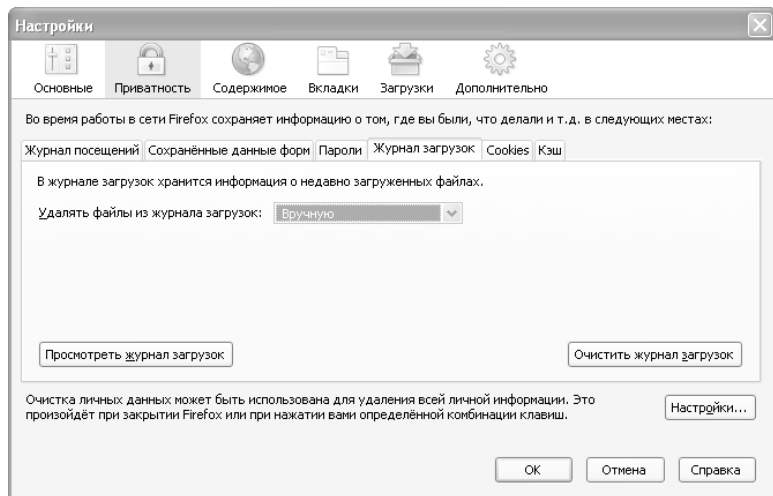 Настройки
Основные Приватность Содержимое Вкладки Загрузки Дополнительно
Во время работы в сети Firefox сохраняет информацию о том, где вы были, что делали и т.д. в следующих местах:
Журнал посещений Сохранённые данные форм Пароли Журнал загрузок Cookies Кэш
В журнале загрузок хранится информация о недавно загруженных файлах.
Удалять файлы из журнала загрузок: Вручную
Просмотреть журнал загрузок Очистить журнал загрузок
Очистка личных данных может быть использована для удаления всей личной информации. Это
произойдёт при закрытии Firefox или при нажатии вами определённой комбинации клавиш.
Настройки...
ОК Отмена Справка